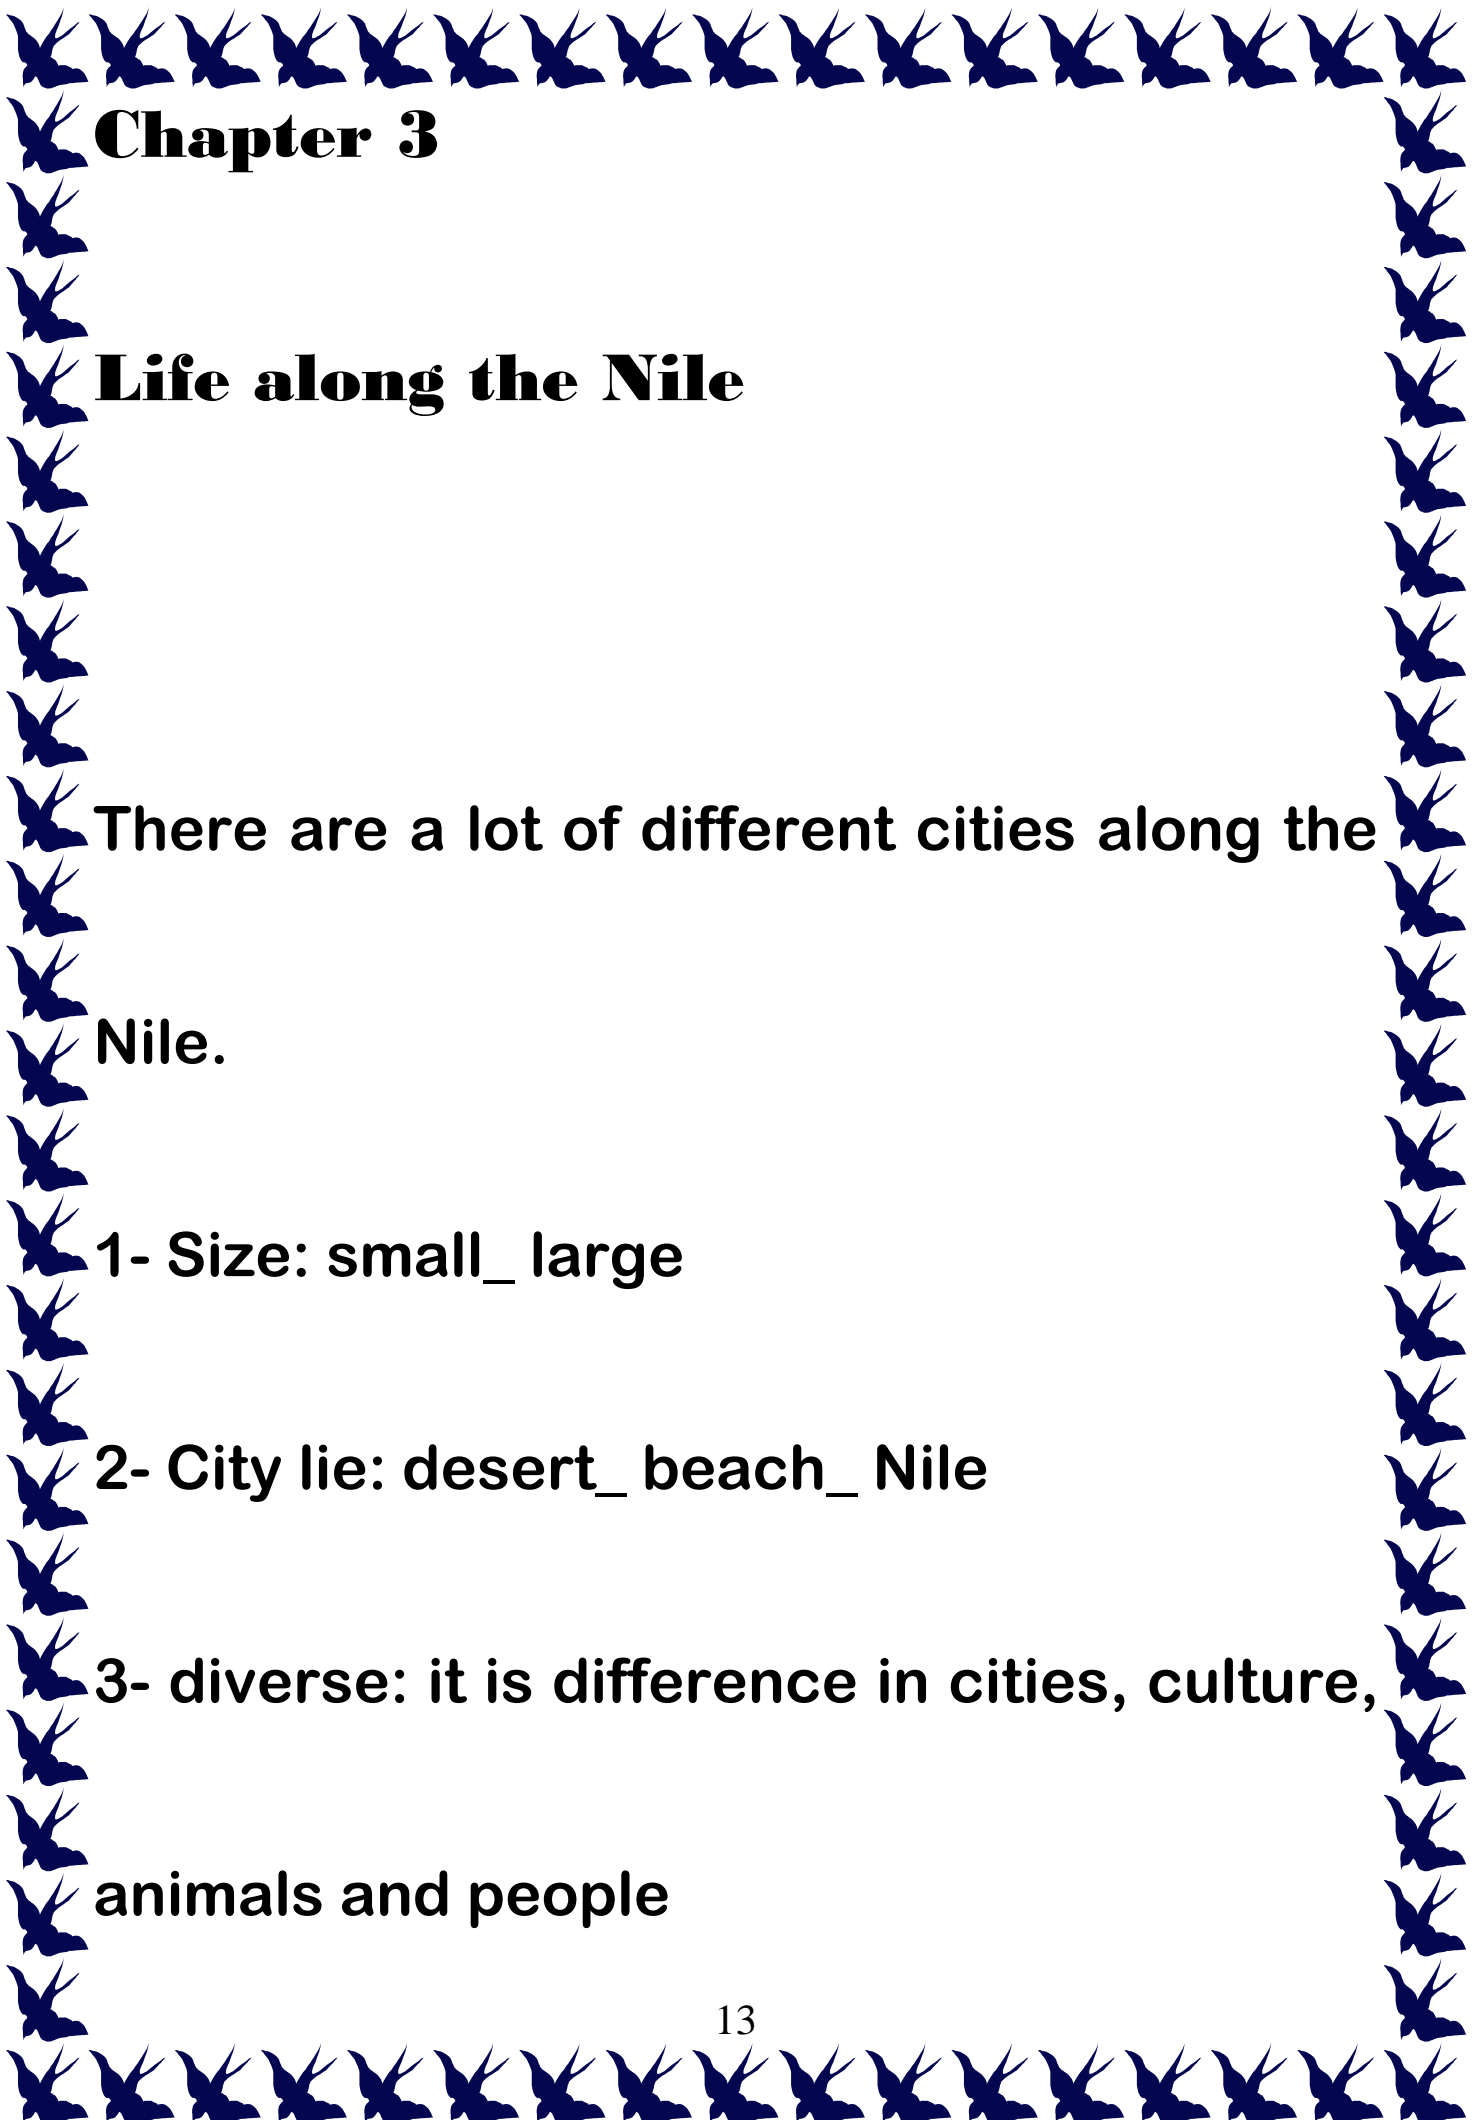 Chapter 3
Life along the Nile
There are a lot of different cities along the
Nile.
1- Size: small_ large
2- City lie: desert_ beach_ Nile
3- diverse: it is difference in cities, culture,
animals and people
13